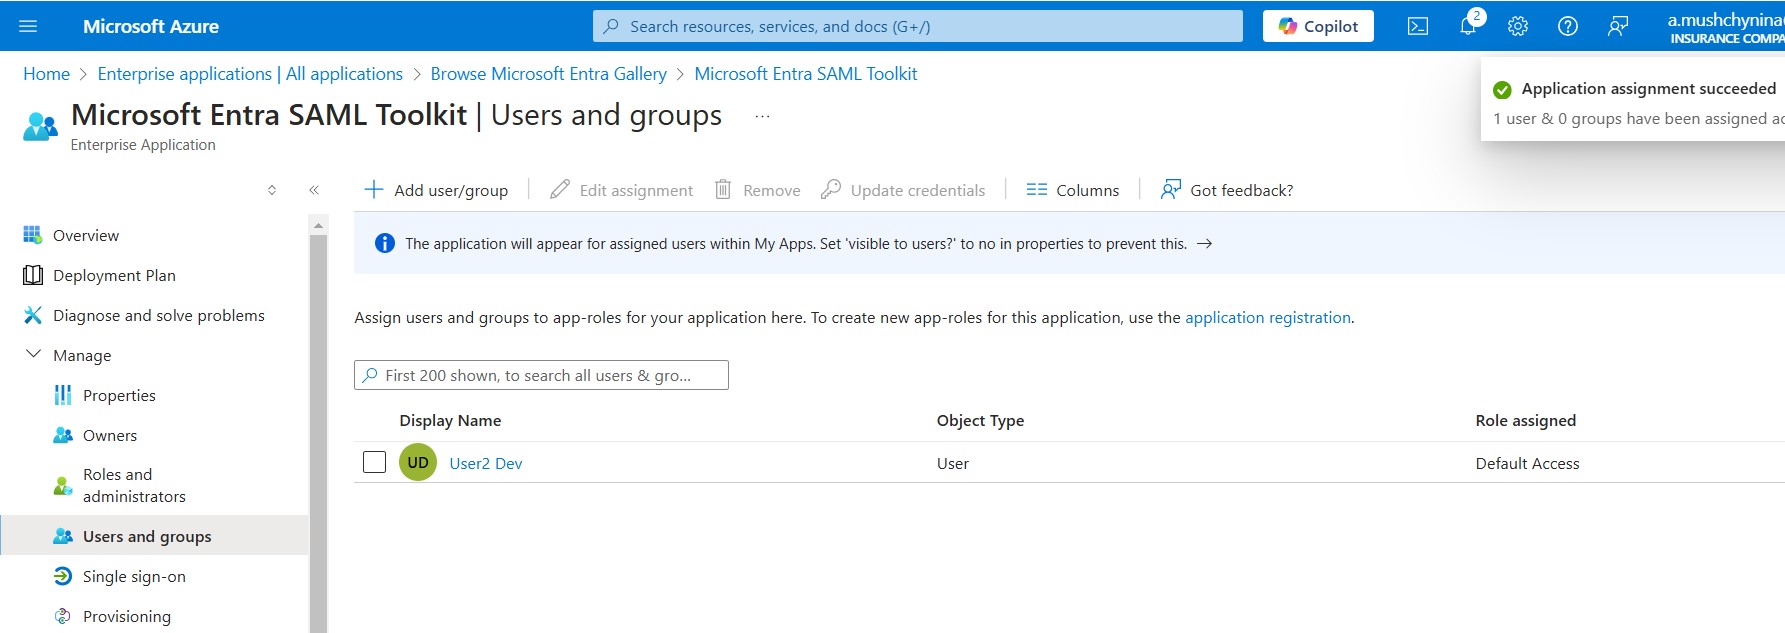 Microsoft Azure
Search resources, services, and docs (G+/)
Copilot
2
a.mushchynina@
INSURANCE COMPA
Home > Enterprise applications | All applications > Browse Microsoft Entra Gallery > Microsoft Entra SAML Toolkit
Application assignment succeeded
1 user & 0 groups have been assigned ac
Microsoft Entra SAML Toolkit | Users and groups ...
Enterprise Application
Add user/group
Edit assignment
Remove
Update credentials
Columns
Got feedback?
Overview
Deployment Plan
Diagnose and solve problems
Manage
Properties
Owners
Roles and
administrators
Users and groups
Single sign-on
Provisioning
The application will appear for assigned users within My Apps. Set 'visible to users?' to no in properties to prevent this. →
Assign users and groups to app-roles for your application here. To create new app-roles for this application, use the application registration.
First 200 shown, to search all users & gro...
Display Name Object Type Role assigned
UD User2 Dev User Default Access